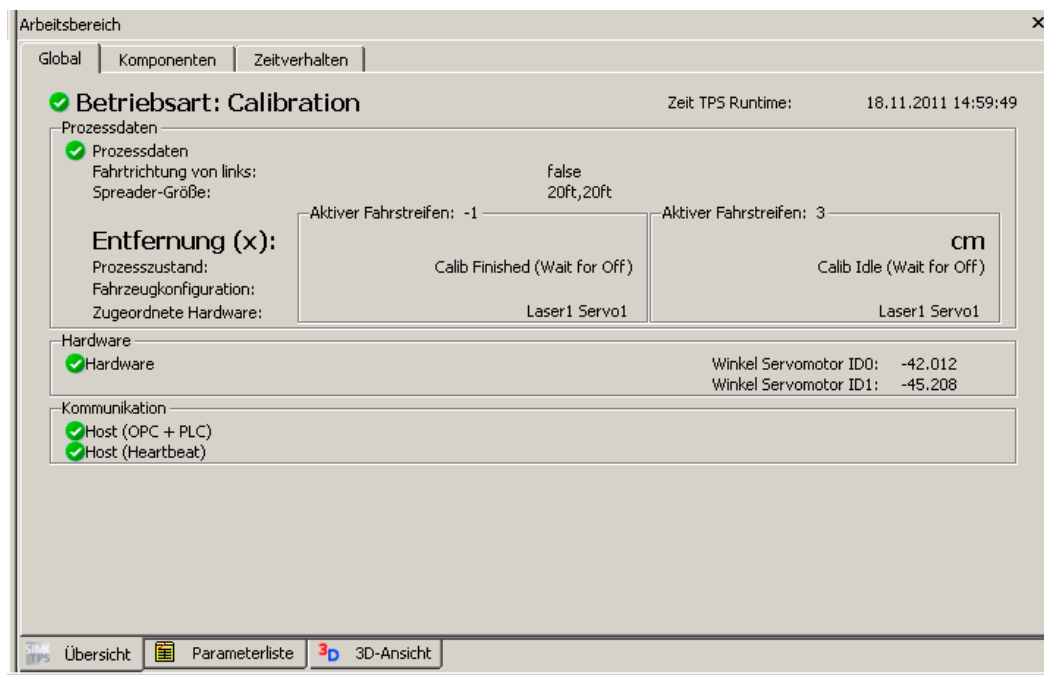 Arbeitsbereich
Global Komponenten Zeitverhalten
Betriebsart: Calibration Zeit TPS Runtime: 18.11.2011 14:59:49
Prozessdaten
Prozessdaten
Fahrtrichtung von links: false
Spreader-Größe: 20ft,20ft
Aktiver Fahrstreifen: -1 Aktiver Fahrstreifen: 3
Entfernung (x): cm
Prozesszustand: Calib Finished (Wait for Off) Calib Idle (Wait for Off)
Fahrzeugkonfiguration:
Zugeordnete Hardware: Laser1 Servo1 Laser1 Servo1
Hardware
Hardware Winkel Servomotor ID0: -42.012
Winkel Servomotor ID1: -45.208
Kommunikation
Host (OPC + PLC)
Host (Heartbeat)
TPS Übersicht Parameterliste 3D 3D-Ansicht